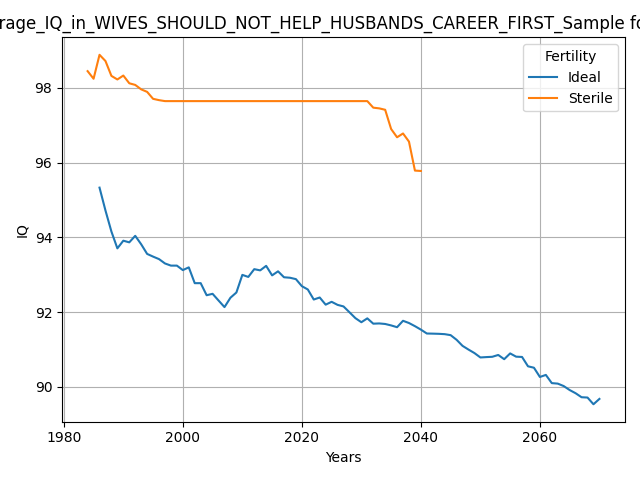 rage_IQ_in_WIVES_SHOULD_NOT_HELP_HUSBANDS_CAREER_FIRST_Sample fo
Fertility
Ideal
Sterile
98
96
94
92
90
IQ
1980
2000
2020
2040
2060
Years